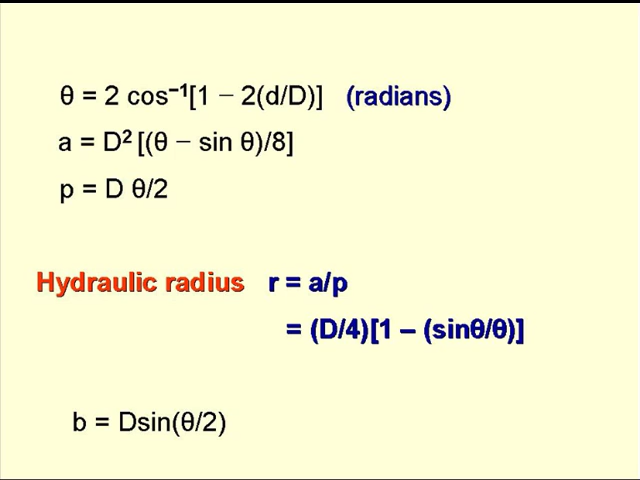 θ = 2 cos⁻¹[1 − 2(d/D)] (radians)
a = D² [(θ − sin θ)/8]
p = D θ/2
Hydraulic radius r = a/p
= (D/4)[1 – (sinθ/θ)]
b = Dsin(θ/2)